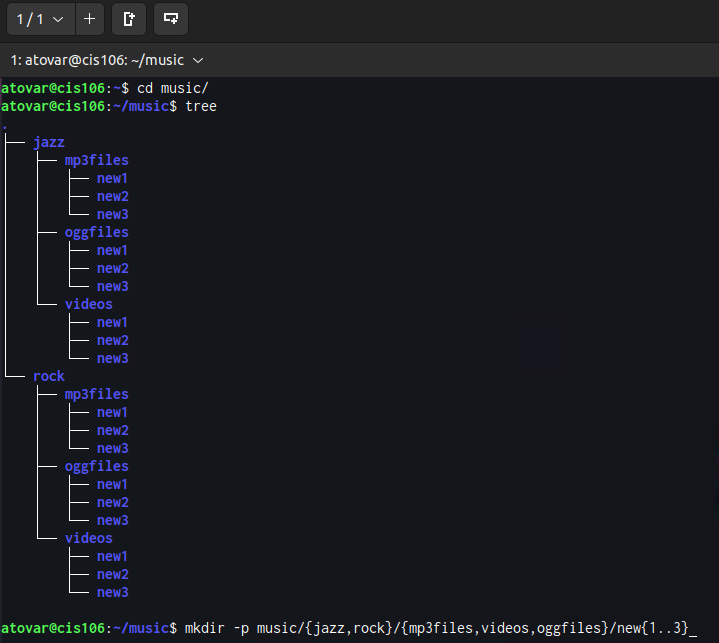 1 / 1
1: atovar@cis106: ~/music
atovar@cis106:~$ cd music/
atovar@cis106:~/music$ tree
.
├── jazz
│   ├── mp3files
│   │   ├── new1
│   │   ├── new2
│   │   └── new3
│   ├── oggfiles
│   │   ├── new1
│   │   ├── new2
│   │   └── new3
│   └── videos
│       ├── new1
│       ├── new2
│       └── new3
└── rock
    ├── mp3files
    │   ├── new1
    │   ├── new2
    │   └── new3
    ├── oggfiles
    │   ├── new1
    │   ├── new2
    │   └── new3
    └── videos
        ├── new1
        ├── new2
        └── new3
atovar@cis106:~/music$ mkdir -p music/{jazz,rock}/{mp3files,videos,oggfiles}/new{1..3}_